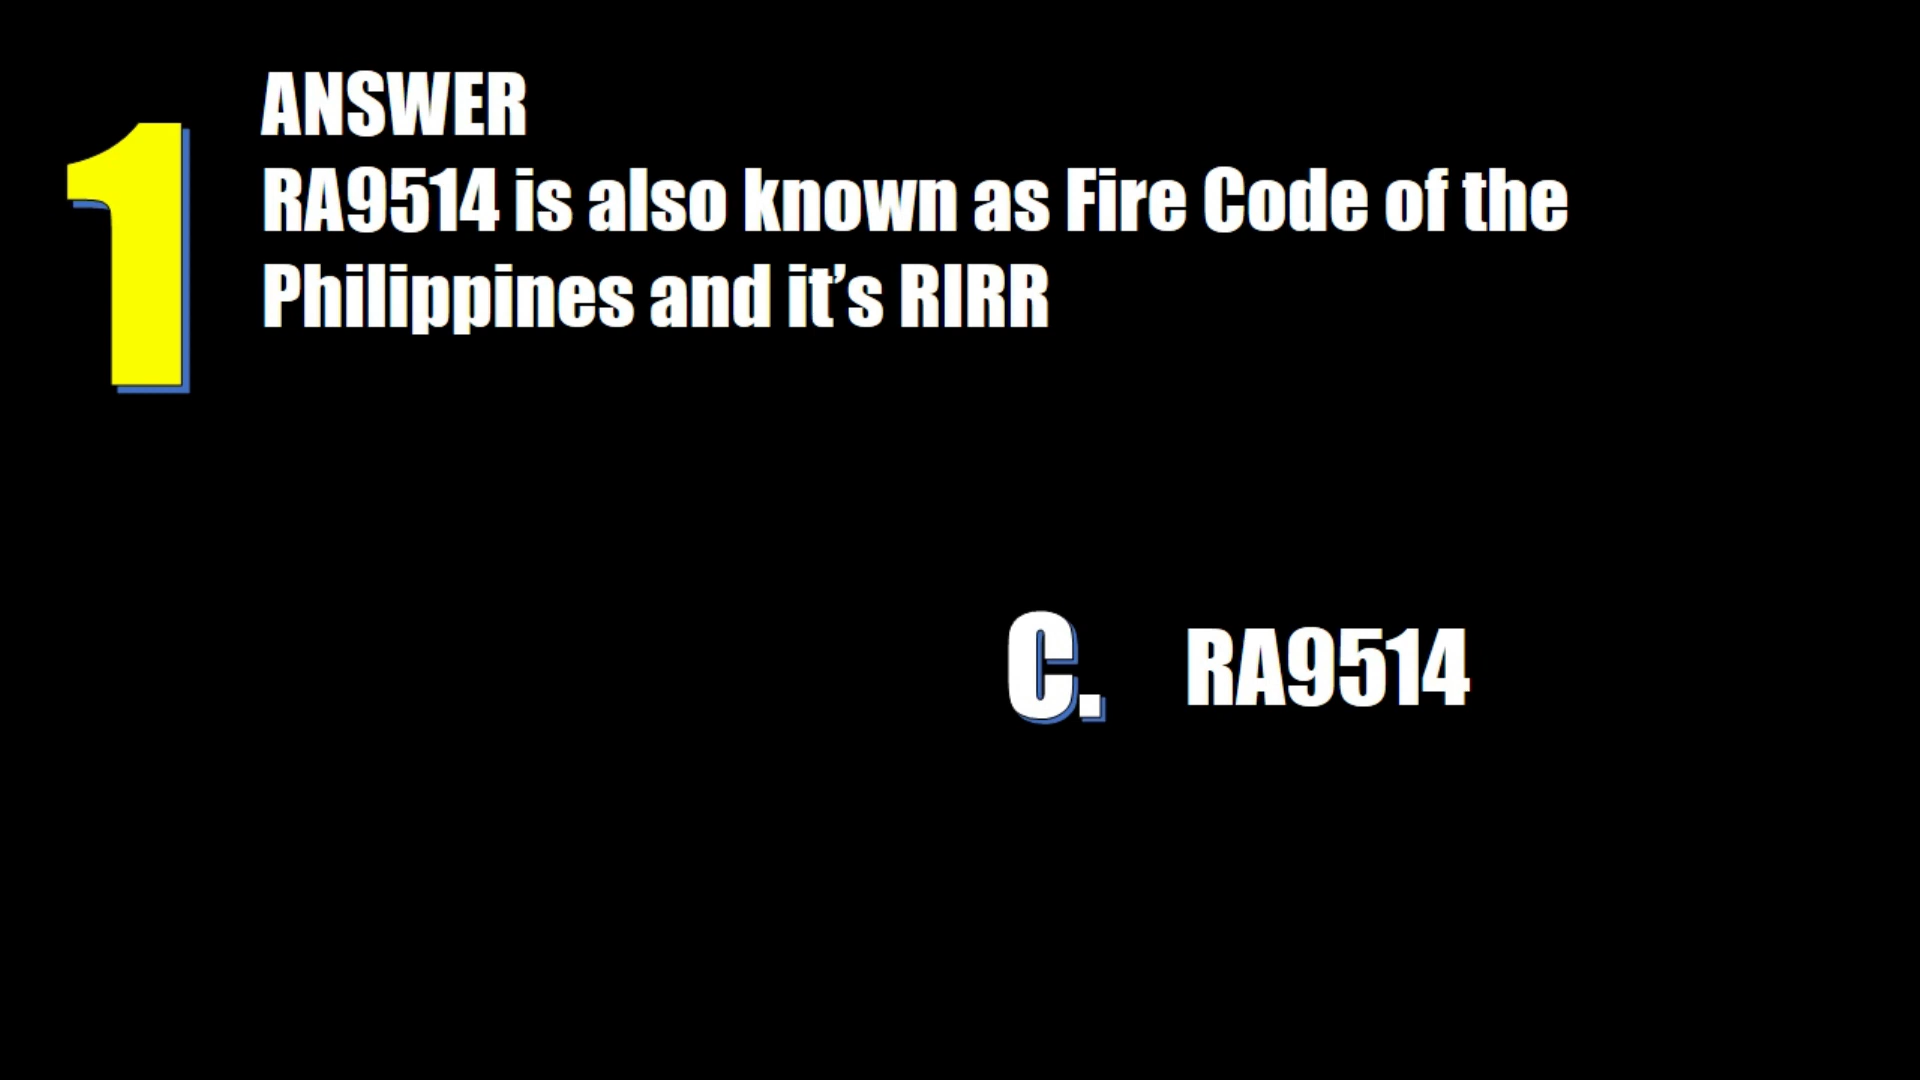 1
ANSWER
RA9514 is also known as Fire Code of the
Philippines and it’s RIRR
C. RA9514